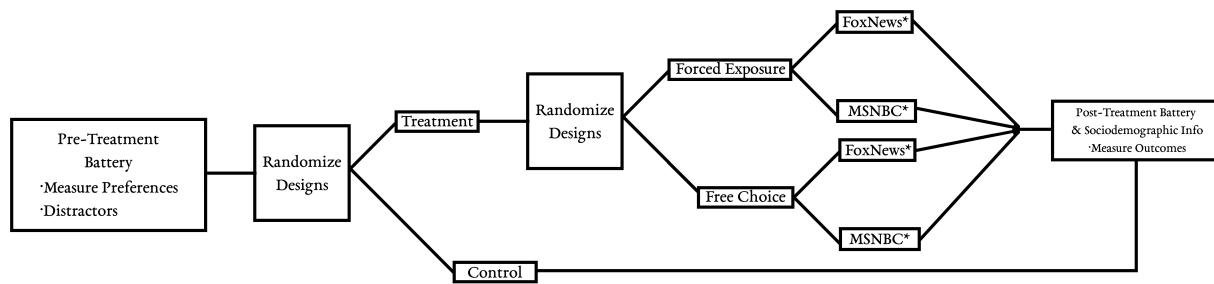 Pre-Treatment
Battery
·Measure Preferences
·Distractors
Randomize
Designs
Treatment
Control
Randomize
Designs
Forced Exposure
Free Choice
FoxNews*
MSNBC*
FoxNews*
MSNBC*
Post-Treatment Battery
& Sociodemographic Info
·Measure Outcomes